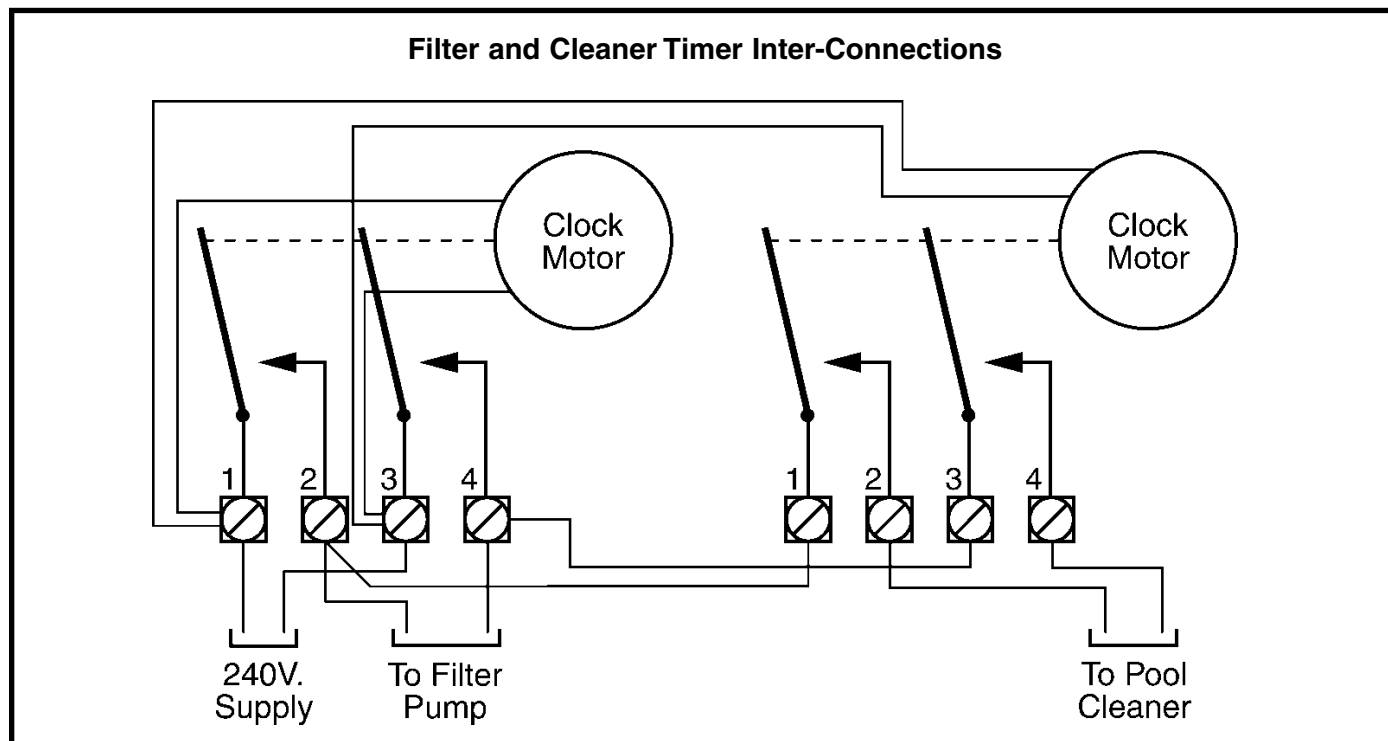 Filter and Cleaner Timer Inter-Connections
Clock
Motor
Clock
Motor
1 2 3 4
1 2 3 4
240V.
Supply
To Filter
Pump
To Pool
Cleaner